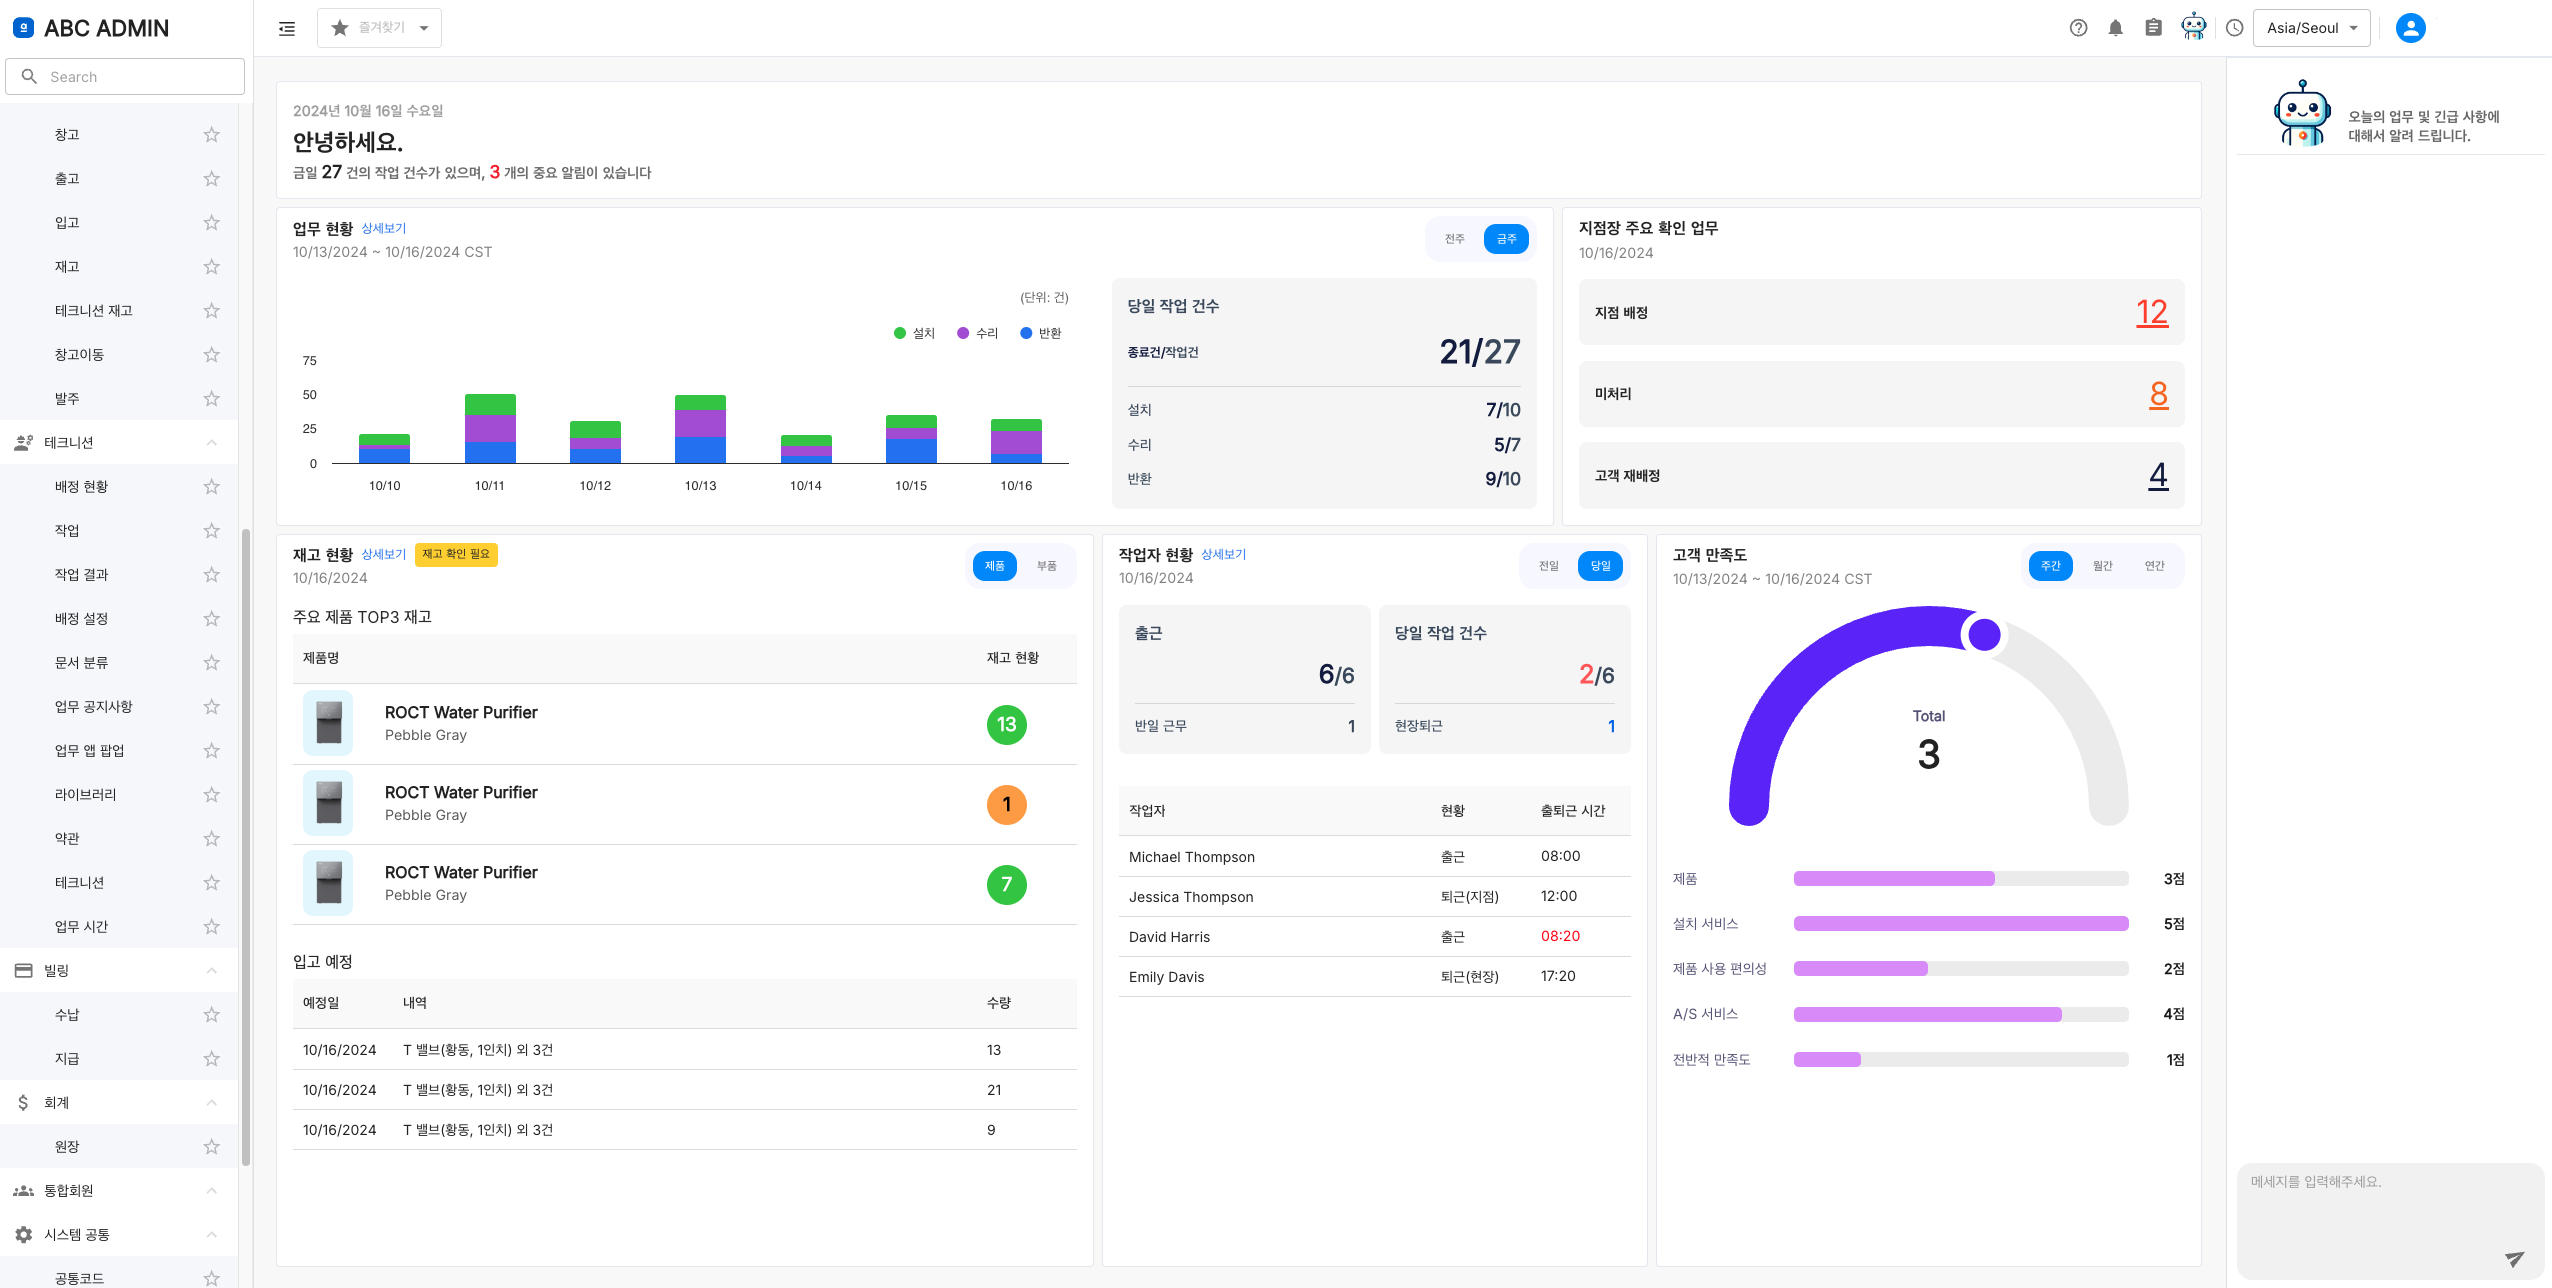 ABC ADMIN
Search
창고
출고
입고
재고
테크니션 재고
창고이동
발주
테크니션
배정 현황
작업
작업 결과
배정 설정
문서 분류
업무 공지사항
업무 앱 팝업
라이브러리
약관
테크니션
업무 시간
빌링
수납
지급
회계
원장
통합회원
시스템 공통
공통코드
즐겨찾기
Asia/Seoul
2024년 10월 16일 수요일
안녕하세요.
금일 27 건의 작업 건수가 있으며, 3 개의 중요 알림이 있습니다
업무 현황 상세보기
10/13/2024 ~ 10/16/2024 CST
전주 금주
(단위: 건)
설치 수리 반환
75
50
25
0
10/10 10/11 10/12 10/13 10/14 10/15 10/16
당일 작업 건수
종료건/작업건 21/27
설치 7/10
수리 5/7
반환 9/10
지점장 주요 확인 업무
10/16/2024
지점 배정 12
미처리 8
고객 재배정 4
재고 현황 상세보기 재고 확인 필요
10/16/2024
제품 부품
주요 제품 TOP3 재고
제품명 재고 현황
ROCT Water Purifier
Pebble Gray
13
ROCT Water Purifier
Pebble Gray
1
ROCT Water Purifier
Pebble Gray
7
입고 예정
예정일 내역 수량
10/16/2024 T 밸브(황동, 1인치) 외 3건 13
10/16/2024 T 밸브(황동, 1인치) 외 3건 21
10/16/2024 T 밸브(황동, 1인치) 외 3건 9
작업자 현황 상세보기
10/16/2024
전일 당일
출근
6/6
반일 근무 1
당일 작업 건수
2/6
현장퇴근 1
작업자 현황 출퇴근 시간
Michael Thompson 출근 08:00
Jessica Thompson 퇴근(지점) 12:00
David Harris 출근 08:20
Emily Davis 퇴근(현장) 17:20
고객 만족도
10/13/2024 ~ 10/16/2024 CST
주간 월간 연간
Total
3
제품 3점
설치 서비스 5점
제품 사용 편의성 2점
A/S 서비스 4점
전반적 만족도 1점
오늘의 업무 및 긴급 사항에
대해서 알려 드립니다.
메세지를 입력해주세요.